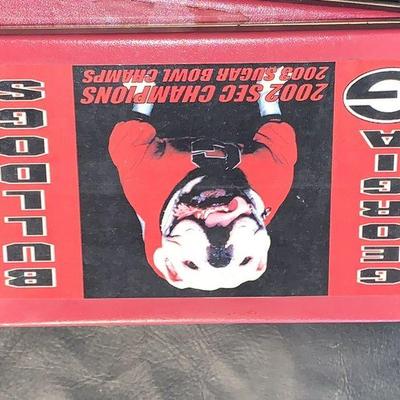 GEORGIA
2002 SEC CHAMPIONS
2003 SUGAR BOWL CHAMPS
BULLDOGS
G